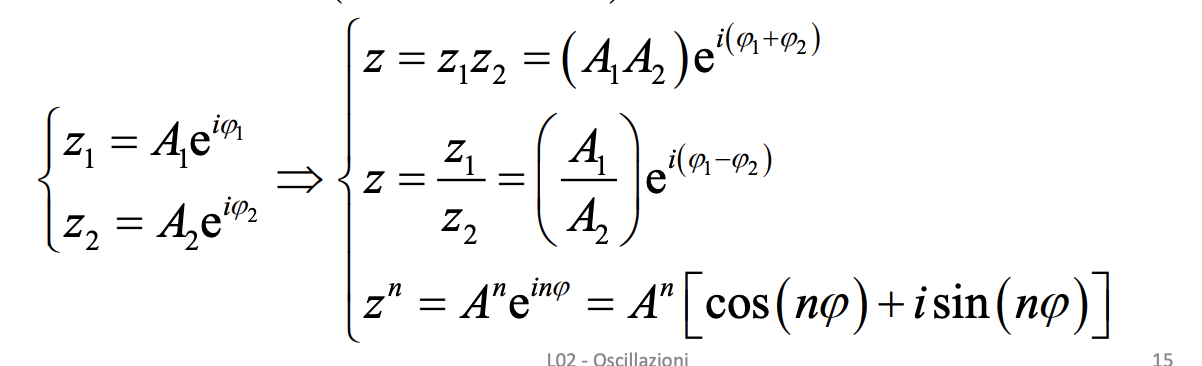 z₁ = A₁e^{iφ₁}
z₂ = A₂e^{iφ₂}
⇒
z = z₁z₂ = (A₁A₂)e^{i(φ₁+φ₂)}
z = z₁/z₂ = (A₁/A₂)e^{i(φ₁−φ₂)}
zⁿ = Aⁿe^{inφ} = Aⁿ[cos(nφ)+i sin(nφ)]
L02 - Oscillazioni 15